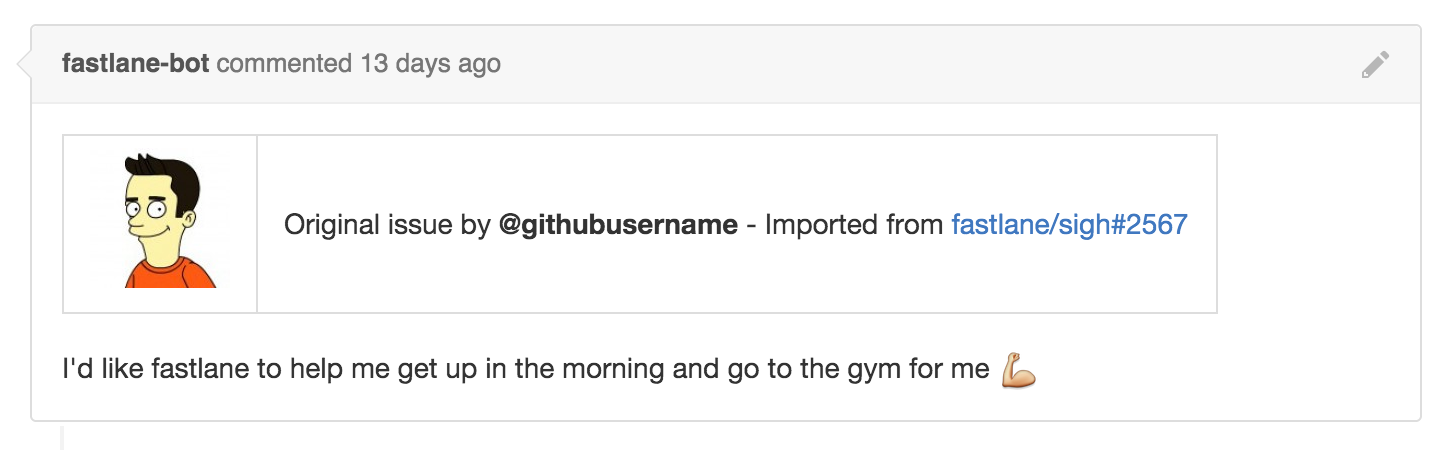 fastlane-bot commented 13 days ago
Original issue by @githubusername - Imported from fastlane/sigh#2567
I'd like fastlane to help me get up in the morning and go to the gym for me 💪